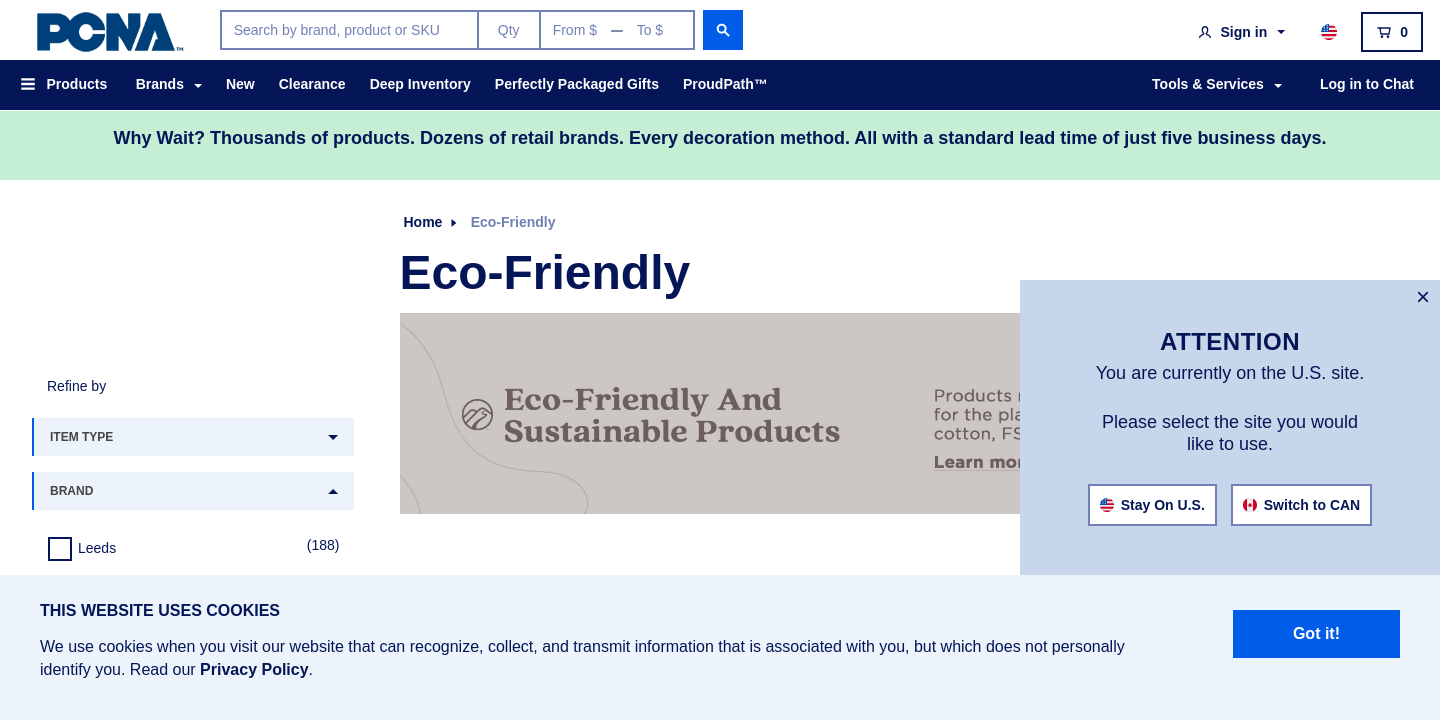 PCNA™
Search by brand, product or SKU
Qty
From $ — To $
Sign in
0
Products
Brands
New
Clearance
Deep Inventory
Perfectly Packaged Gifts
ProudPath™
Tools & Services
Log in to Chat
Why Wait? Thousands of products. Dozens of retail brands. Every decoration method. All with a standard lead time of just five business days.
Home
Eco-Friendly
Eco-Friendly
Eco-Friendly And
Sustainable Products
Products
for the pla
cotton, FS
Learn mor
Refine by
ITEM TYPE
BRAND
Leeds
(188)
×
ATTENTION
You are currently on the U.S. site.
Please select the site you would
like to use.
Stay On U.S.
Switch to CAN
THIS WEBSITE USES COOKIES
We use cookies when you visit our website that can recognize, collect, and transmit information that is associated with you, but which does not personally
identify you. Read our Privacy Policy.
Got it!